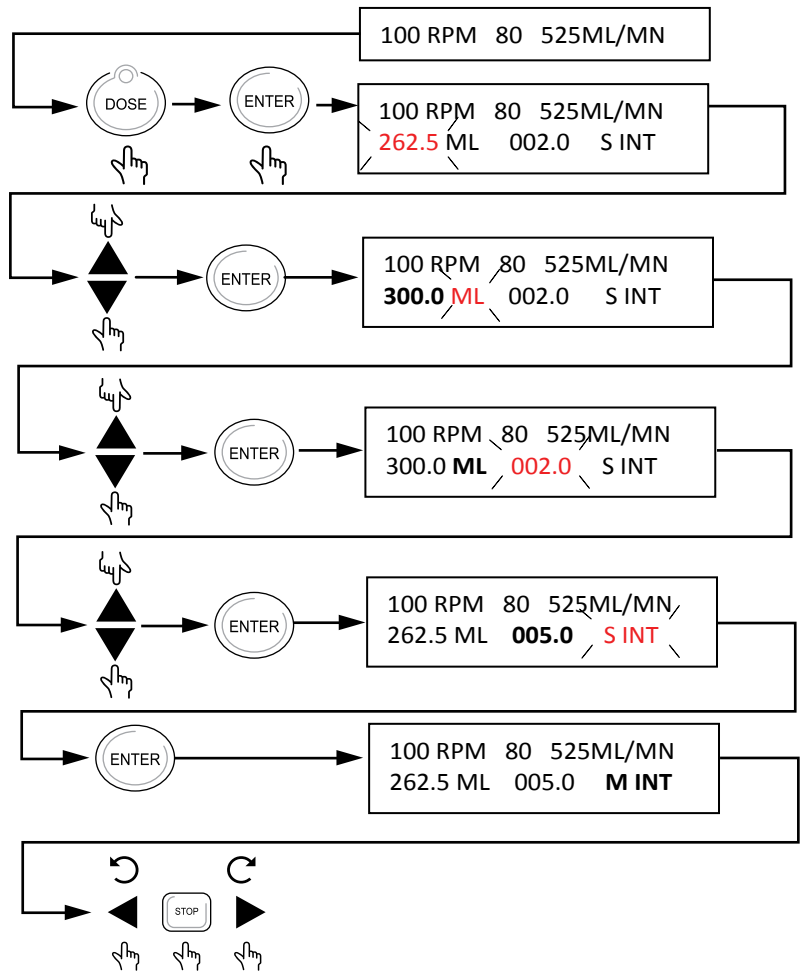 100 RPM 80 525ML/MN
DOSE
ENTER
100 RPM 80 525ML/MN
262.5 ML 002.0 S INT
ENTER
100 RPM 80 525ML/MN
300.0 ML 002.0 S INT
ENTER
100 RPM 80 525ML/MN
300.0 ML 002.0 S INT
ENTER
100 RPM 80 525ML/MN
262.5 ML 005.0 S INT
ENTER
100 RPM 80 525ML/MN
262.5 ML 005.0 M INT
STOP